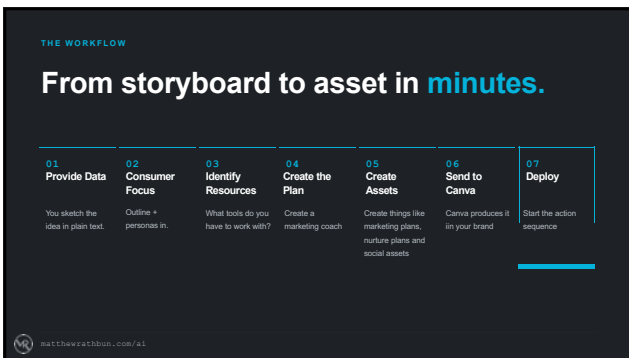 THE WORKFLOW
From storyboard to asset in minutes.
01
Provide Data
You sketch the
idea in plain text.
02
Consumer
Focus
Outline +
personas in.
03
Identify
Resources
What tools do you
have to work with?
04
Create the
Plan
Create a
marketing coach
05
Create
Assets
Create things like
marketing plans,
nurture plans and
social assets
06
Send to
Canva
Canva produces it
iin your brand
07
Deploy
Start the action
sequence
MR
matthewrathbun.com/ai